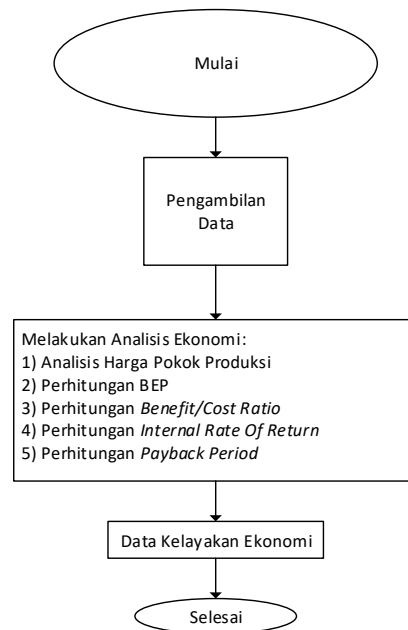 Mulai
Pengambilan
Data
Melakukan Analisis Ekonomi:
1) Analisis Harga Pokok Produksi
2) Perhitungan BEP
3) Perhitungan Benefit/Cost Ratio
4) Perhitungan Internal Rate Of Return
5) Perhitungan Payback Period
Data Kelayakan Ekonomi
Selesai